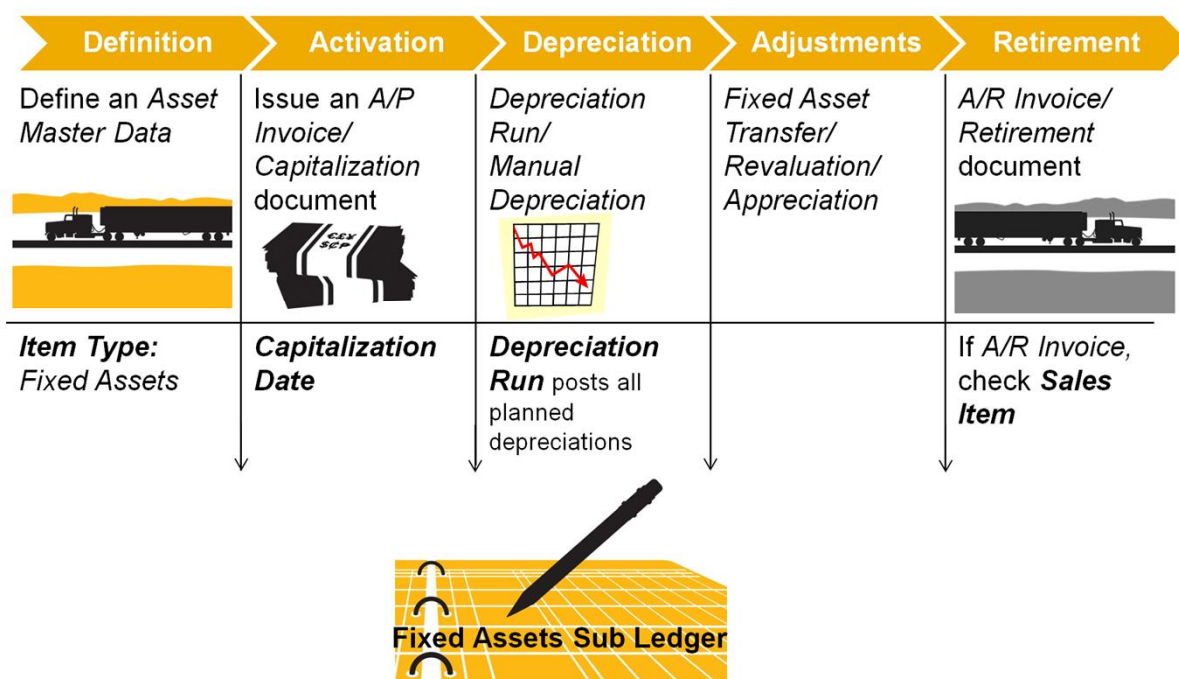 Definition
Activation
Depreciation
Adjustments
Retirement
Define an Asset
Master Data
Issue an A/P
Invoice/
Capitalization
document
Depreciation
Run/
Manual
Depreciation
Fixed Asset
Transfer/
Revaluation/
Appreciation
A/R Invoice/
Retirement
document
€£¥
$₵P
Item Type:
Fixed Assets
Capitalization
Date
Depreciation
Run posts all
planned
depreciations
If A/R Invoice,
check Sales
Item
Fixed Assets Sub Ledger